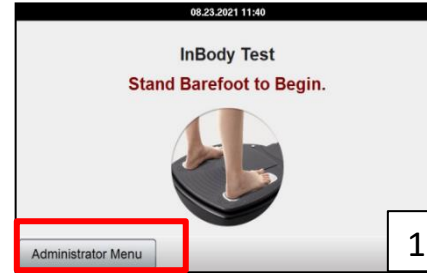 08.23.2021 11:40
InBody Test
Stand Barefoot to Begin.
Administrator Menu
1